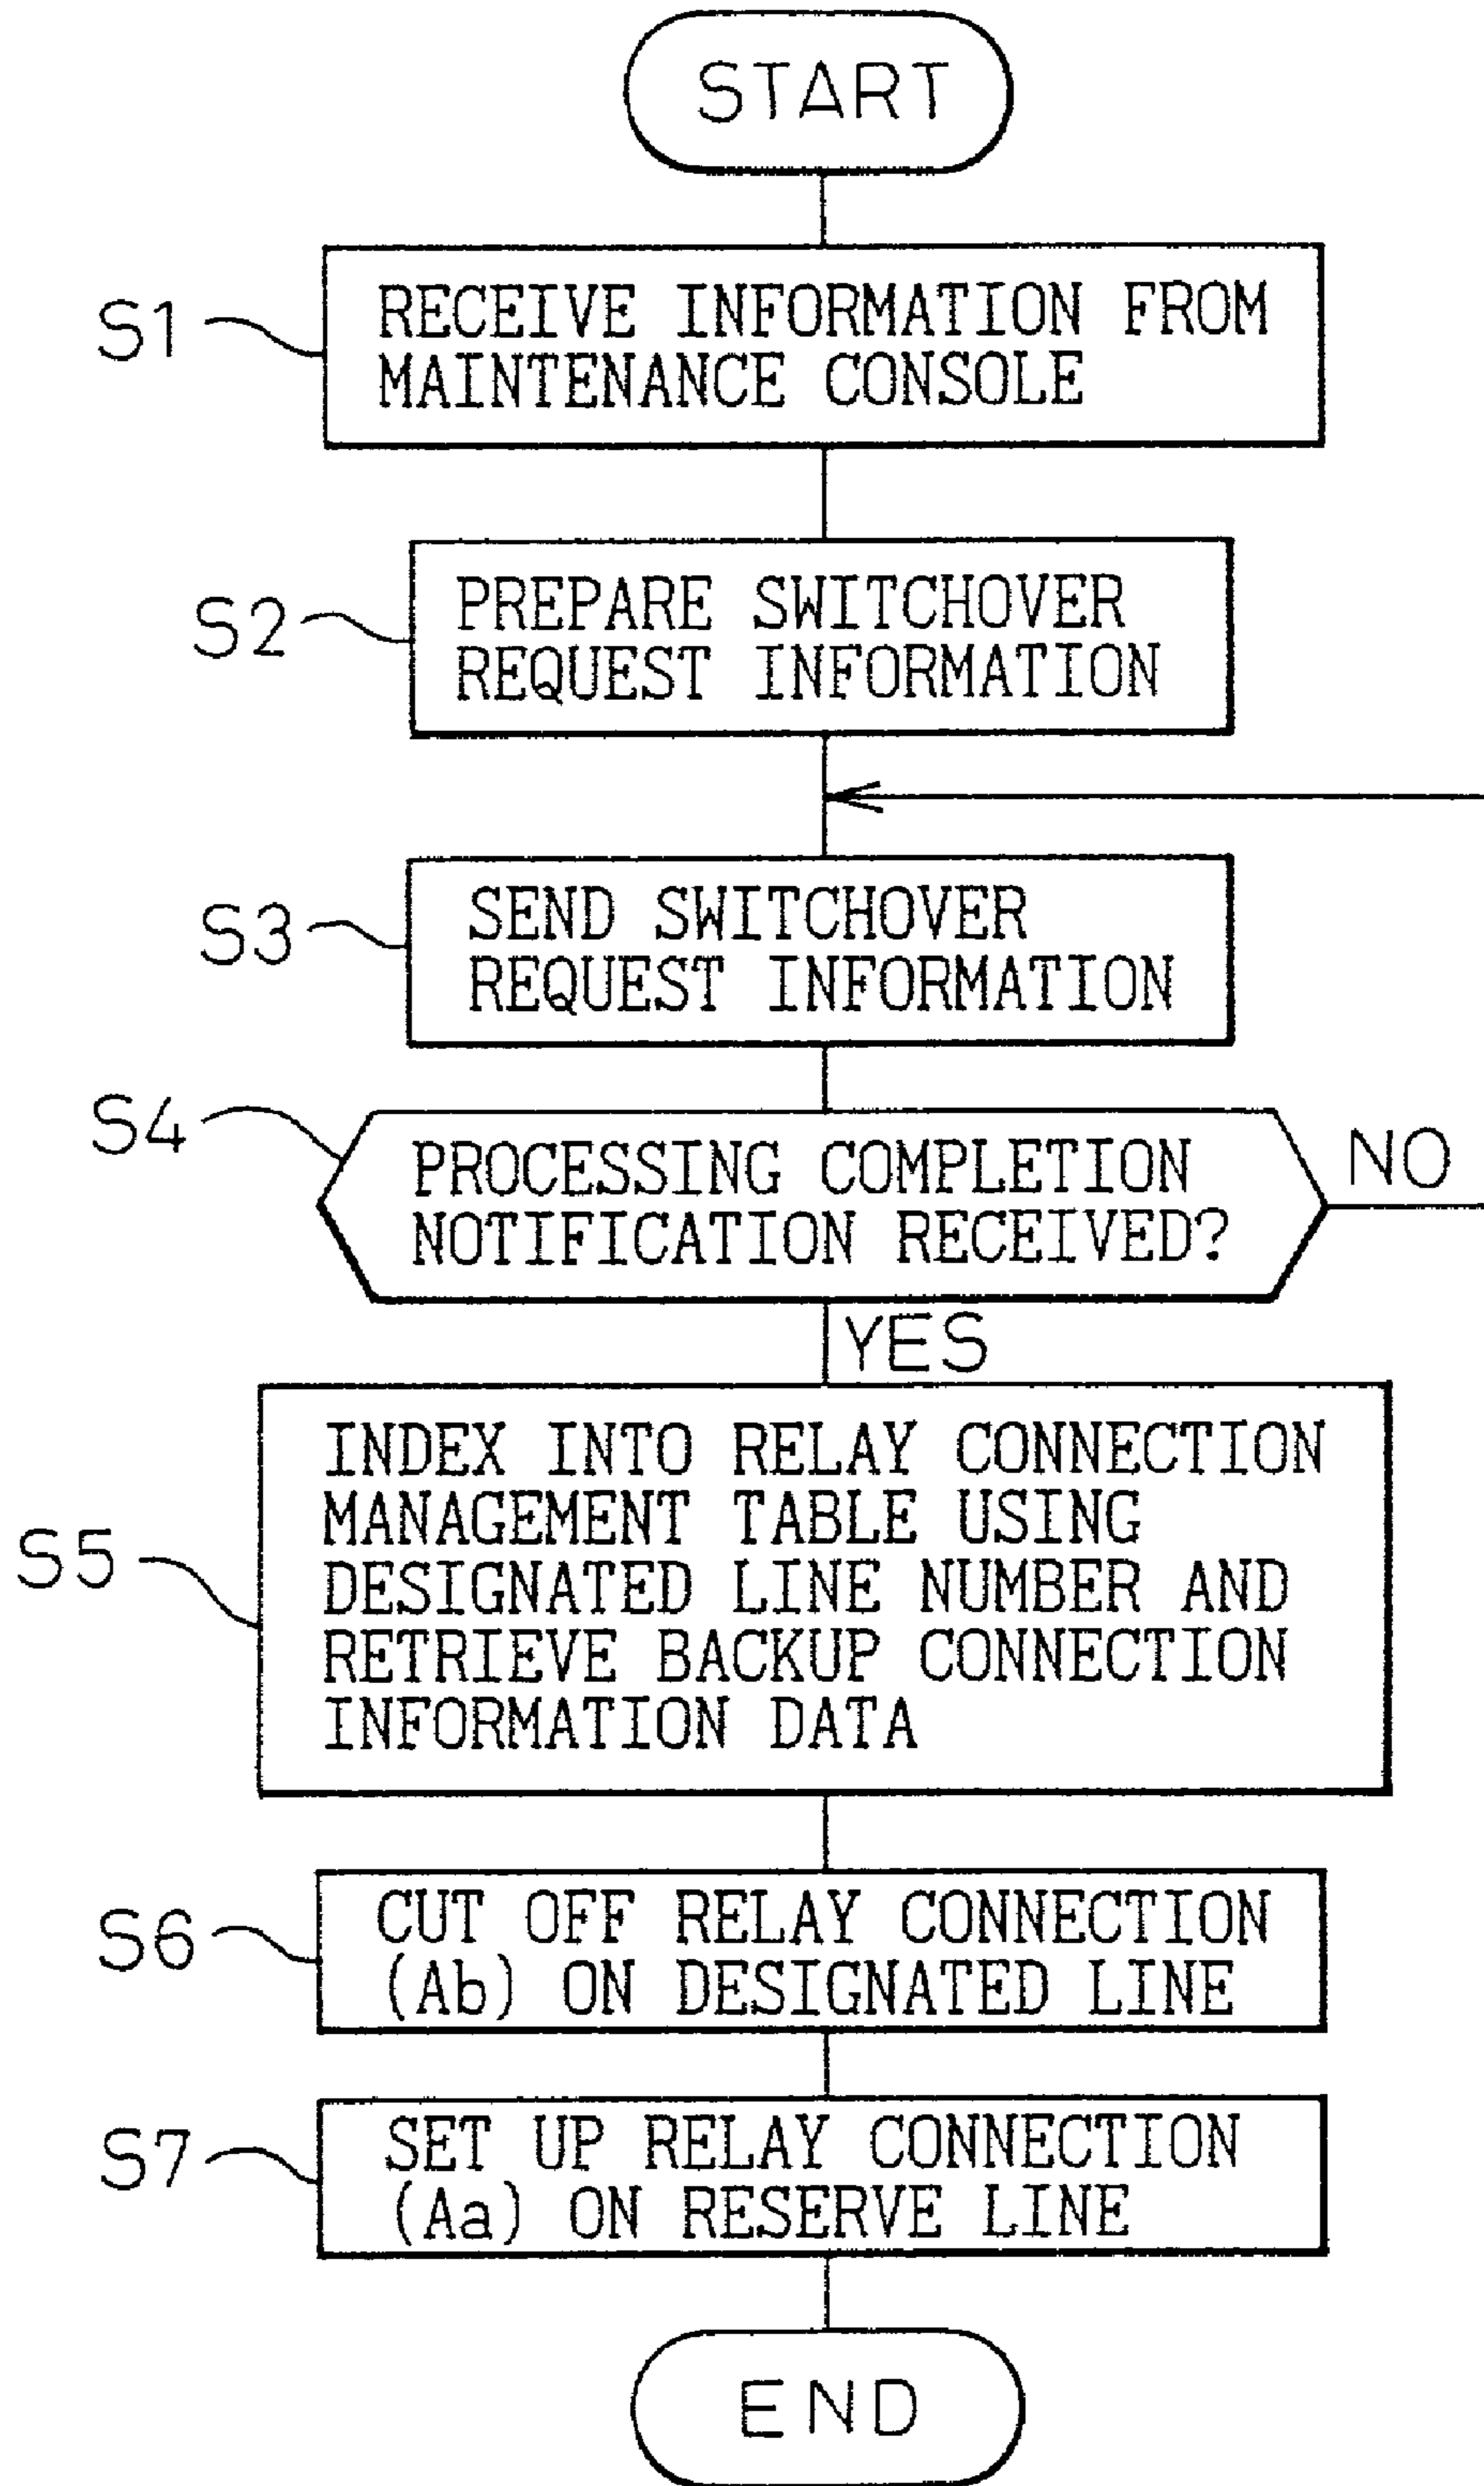 START
S1
RECEIVE INFORMATION FROM
MAINTENANCE CONSOLE
S2
PREPARE SWITCHOVER
REQUEST INFORMATION
S3
SEND SWITCHOVER
REQUEST INFORMATION
S4
PROCESSING COMPLETION
NOTIFICATION RECEIVED?
NO
YES
S5
INDEX INTO RELAY CONNECTION
MANAGEMENT TABLE USING
DESIGNATED LINE NUMBER AND
RETRIEVE BACKUP CONNECTION
INFORMATION DATA
S6
CUT OFF RELAY CONNECTION
(Ab) ON DESIGNATED LINE
S7
SET UP RELAY CONNECTION
(Aa) ON RESERVE LINE
END